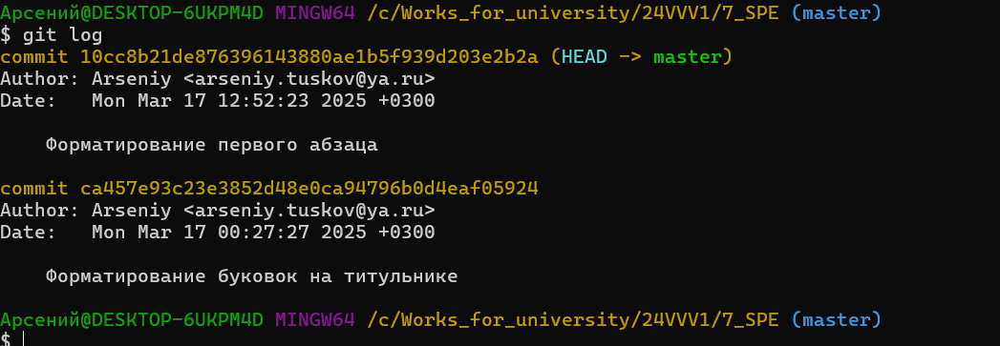 Арсений@DESKTOP-6UKPM4D MINGW64 /c/Works_for_university/24VVV1/7_SPE (master)
$ git log
commit 10cc8b21de876396143880ae1b5f939d203e2b2a (HEAD -> master)
Author: Arseniy <arseniy.tuskov@ya.ru>
Date:   Mon Mar 17 12:52:23 2025 +0300
Форматирование первого абзаца
commit ca457e93c23e3852d48e0ca94796b0d4eaf05924
Author: Arseniy <arseniy.tuskov@ya.ru>
Date:   Mon Mar 17 00:27:27 2025 +0300
Форматирование буковок на титульнике
Арсений@DESKTOP-6UKPM4D MINGW64 /c/Works_for_university/24VVV1/7_SPE (master)
$